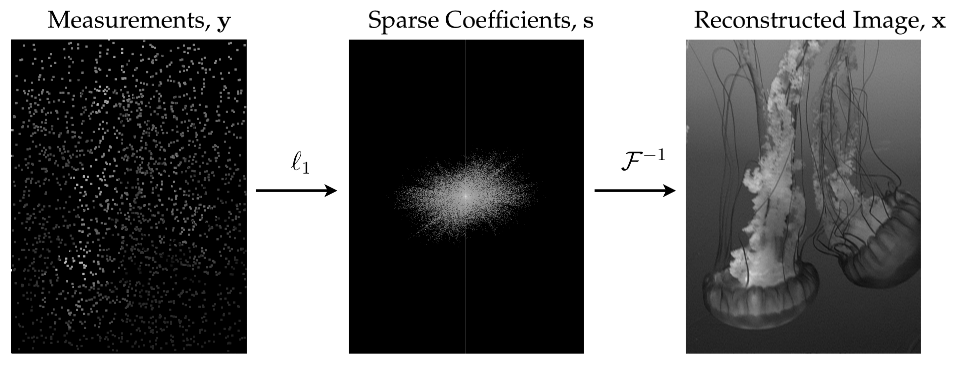 Measurements, y
Sparse Coefficients, s
Reconstructed Image, x
ℓ₁
ℱ⁻¹